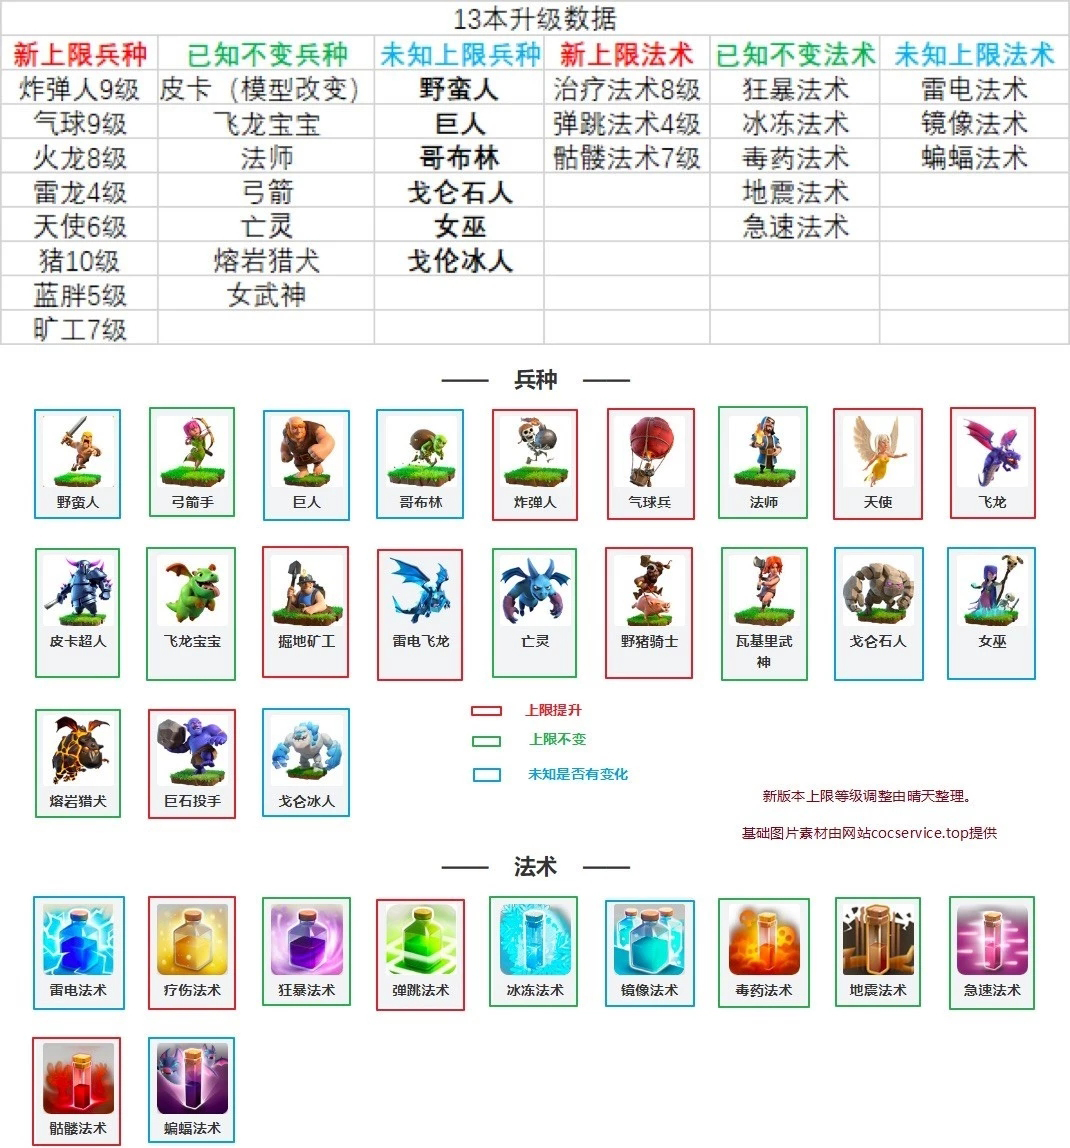 13本升级数据
新上限兵种 已知不变兵种 未知上限兵种 新上限法术 已知不变法术 未知上限法术
炸弹人9级 皮卡（模型改变） 野蛮人 治疗法术8级 狂暴法术 雷电法术
气球9级 飞龙宝宝 巨人 弹跳法术4级 冰冻法术 镜像法术
火龙8级 法师 哥布林 骷髅法术7级 毒药法术 蝙蝠法术
雷龙4级 弓箭 戈仑石人 地震法术
天使6级 亡灵 女巫 急速法术
猪10级 熔岩猎犬 戈伦冰人
蓝胖5级 女武神
旷工7级
兵种
野蛮人 弓箭手 巨人 哥布林 炸弹人 气球兵 法师 天使 飞龙
皮卡超人 飞龙宝宝 掘地矿工 雷电飞龙 亡灵 野猪骑士 瓦基里武 戈仑石人 女巫
神
上限提升
上限不变
未知是否有变化
熔岩猎犬 巨石投手 戈仑冰人
新版本上限等级调整由晴天整理。
基础图片素材由网站cocservice.top提供
法术
雷电法术 疗伤法术 狂暴法术 弹跳法术 冰冻法术 镜像法术 毒药法术 地震法术 急速法术
骷髅法术 蝙蝠法术